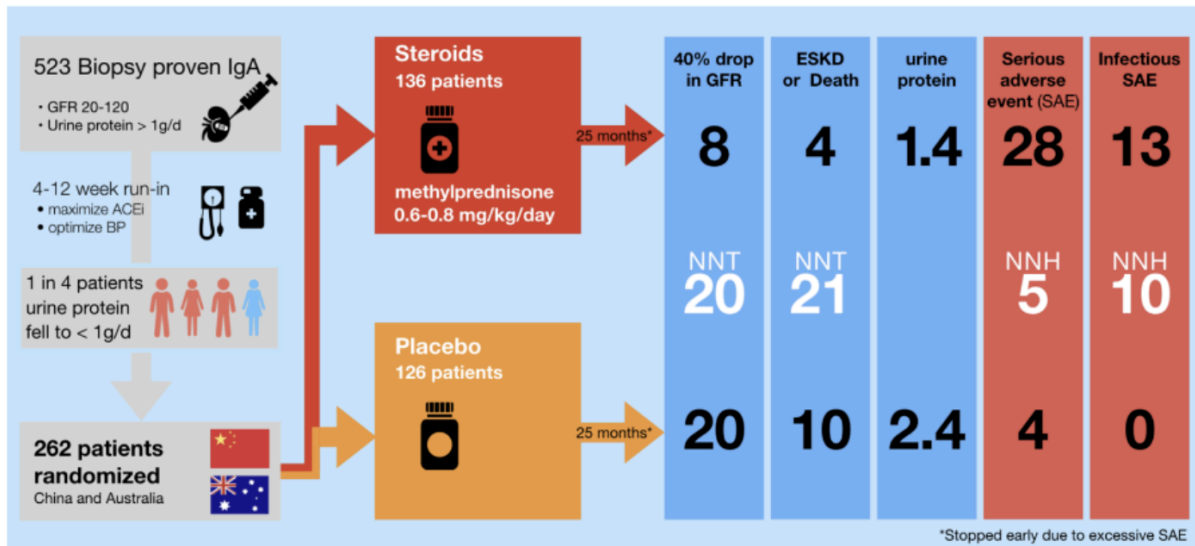 523 Biopsy proven IgA
• GFR 20-120
• Urine protein > 1g/d
4-12 week run-in
• maximize ACEi
• optimize BP
1 in 4 patients
urine protein
fell to < 1g/d
262 patients
randomized
China and Australia
Steroids
136 patients
methylprednisone
0.6-0.8 mg/kg/day
25 months*
Placebo
126 patients
25 months*
40% drop
in GFR
8
NNT
20
20
ESKD
or Death
4
NNT
21
10
urine
protein
1.4
2.4
Serious
adverse
event (SAE)
28
NNH
5
4
Infectious
SAE
13
NNH
10
0
*Stopped early due to excessive SAE